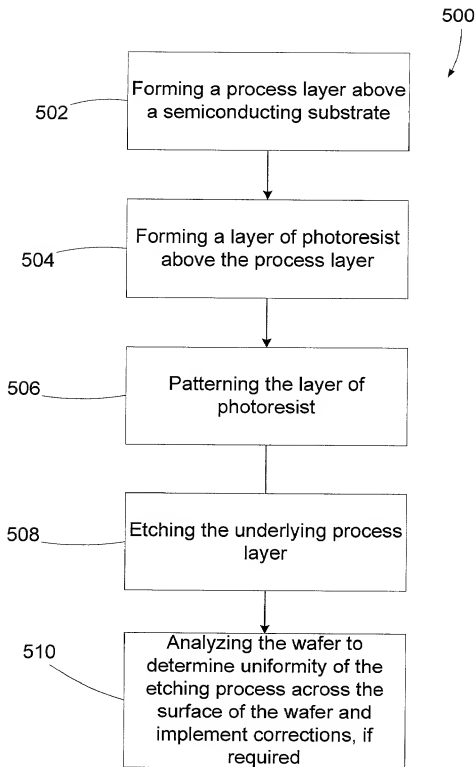 500
502
Forming a process layer above
a semiconducting substrate
504
Forming a layer of photoresist
above the process layer
506
Patterning the layer of
photoresist
508
Etching the underlying process
layer
510
Analyzing the wafer to
determine uniformity of the
etching process across the
surface of the wafer and
implement corrections, if
required